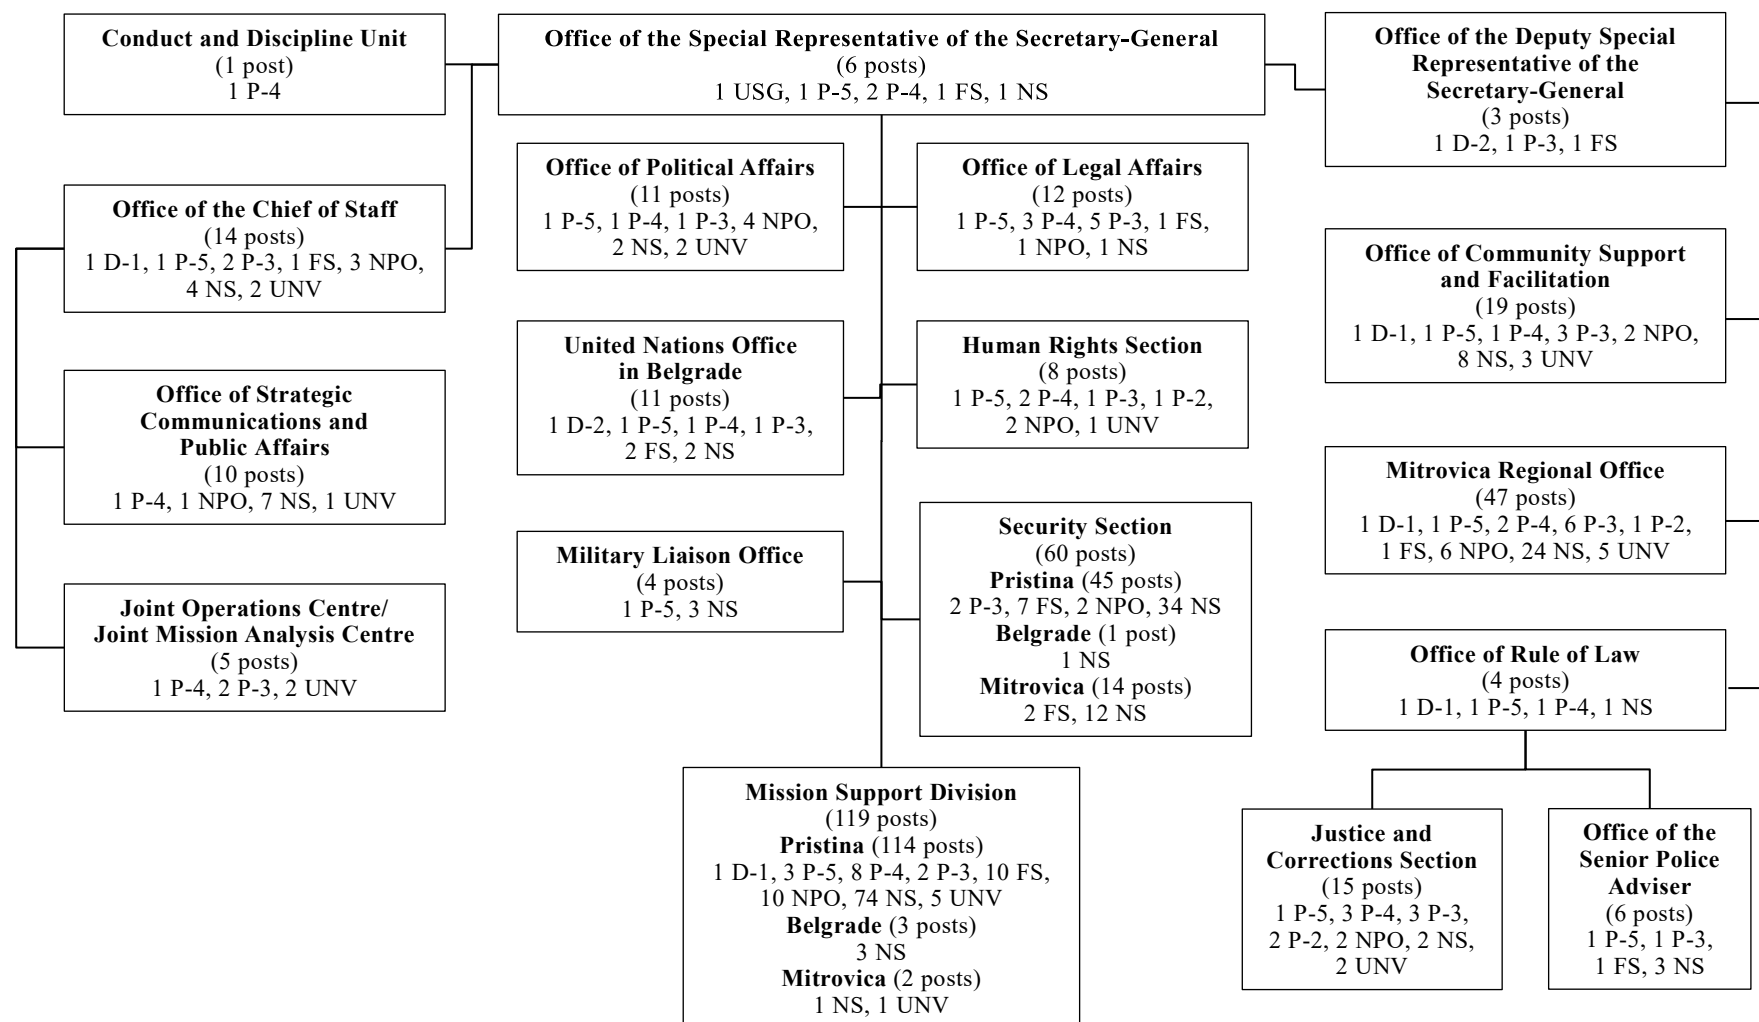 Conduct and Discipline Unit
(1 post)
1 P-4
Office of the Special Representative of the Secretary-General
(6 posts)
1 USG, 1 P-5, 2 P-4, 1 FS, 1 NS
Office of the Deputy Special
Representative of the
Secretary-General
(3 posts)
1 D-2, 1 P-3, 1 FS
Office of the Chief of Staff
(14 posts)
1 D-1, 1 P-5, 2 P-3, 1 FS, 3 NPO,
4 NS, 2 UNV
Office of Political Affairs
(11 posts)
1 P-5, 1 P-4, 1 P-3, 4 NPO,
2 NS, 2 UNV
Office of Legal Affairs
(12 posts)
1 P-5, 3 P-4, 5 P-3, 1 FS,
1 NPO, 1 NS
Office of Community Support
and Facilitation
(19 posts)
1 D-1, 1 P-5, 1 P-4, 3 P-3, 2 NPO,
8 NS, 3 UNV
Office of Strategic
Communications and
Public Affairs
(10 posts)
1 P-4, 1 NPO, 7 NS, 1 UNV
United Nations Office
in Belgrade
(11 posts)
1 D-2, 1 P-5, 1 P-4, 1 P-3,
2 FS, 2 NS
Human Rights Section
(8 posts)
1 P-5, 2 P-4, 1 P-3, 1 P-2,
2 NPO, 1 UNV
Mitrovica Regional Office
(47 posts)
1 D-1, 1 P-5, 2 P-4, 6 P-3, 1 P-2,
1 FS, 6 NPO, 24 NS, 5 UNV
Joint Operations Centre/
Joint Mission Analysis Centre
(5 posts)
1 P-4, 2 P-3, 2 UNV
Military Liaison Office
(4 posts)
1 P-5, 3 NS
Security Section
(60 posts)
Pristina (45 posts)
2 P-3, 7 FS, 2 NPO, 34 NS
Belgrade (1 post)
1 NS
Mitrovica (14 posts)
2 FS, 12 NS
Office of Rule of Law
(4 posts)
1 D-1, 1 P-5, 1 P-4, 1 NS
Mission Support Division
(119 posts)
Pristina (114 posts)
1 D-1, 3 P-5, 8 P-4, 2 P-3, 10 FS,
10 NPO, 74 NS, 5 UNV
Belgrade (3 posts)
3 NS
Mitrovica (2 posts)
1 NS, 1 UNV
Justice and
Corrections Section
(15 posts)
1 P-5, 3 P-4, 3 P-3,
2 P-2, 2 NPO, 2 NS,
2 UNV
Office of the
Senior Police
Adviser
(6 posts)
1 P-5, 1 P-3,
1 FS, 3 NS